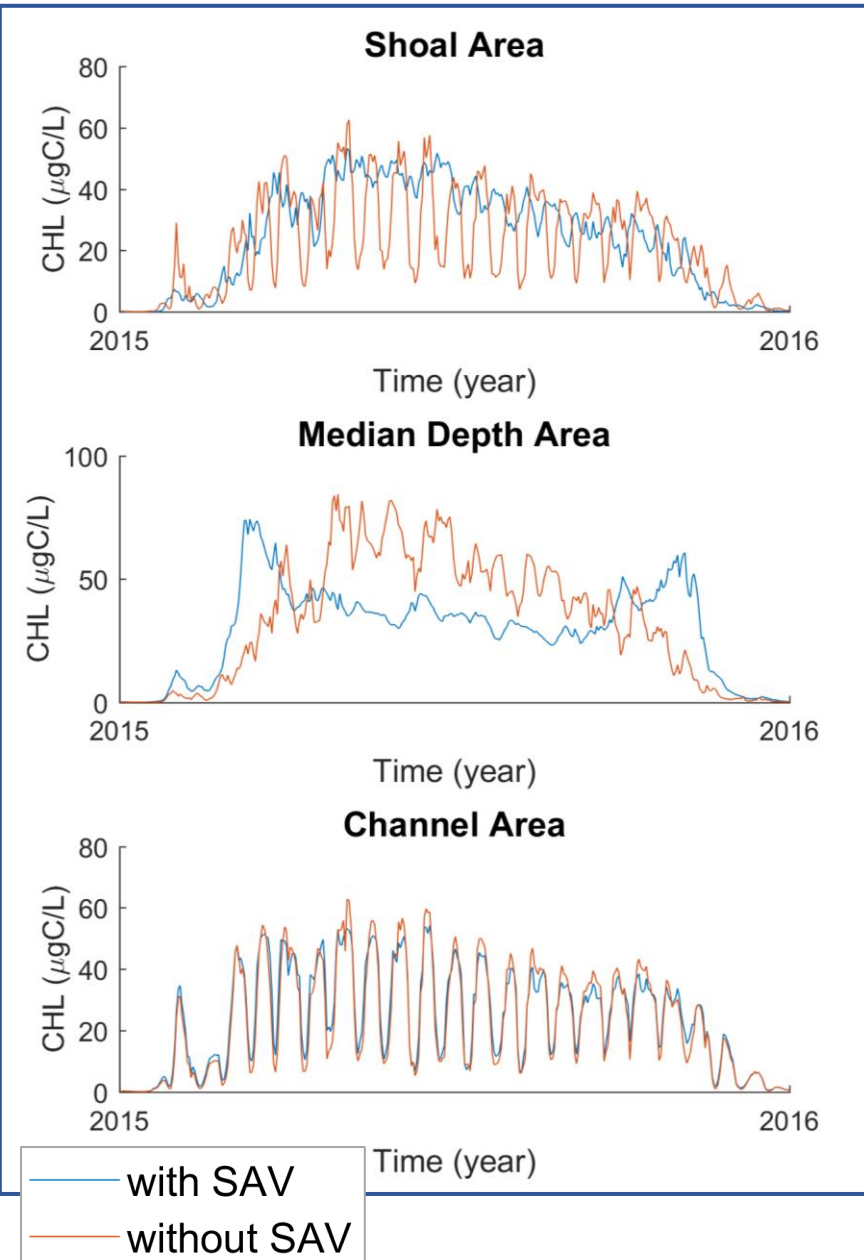 Shoal Area
80
60
40
20
0
CHL (μgC/L)
2015 2016
Time (year)
Median Depth Area
100
50
0
CHL (μgC/L)
2015 2016
Time (year)
Channel Area
80
60
40
20
0
CHL (μgC/L)
2015 2016
Time (year)
with SAV
without SAV